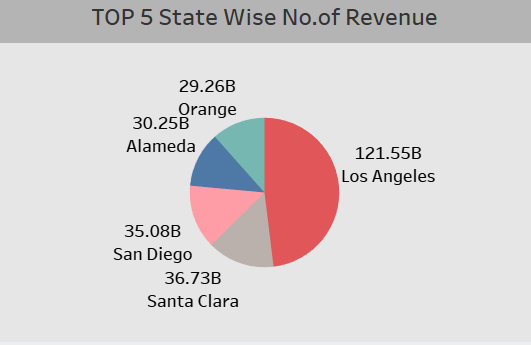 TOP 5 State Wise No.of Revenue
29.26B
Orange
30.25B
Alameda
121.55B
Los Angeles
35.08B
San Diego
36.73B
Santa Clara